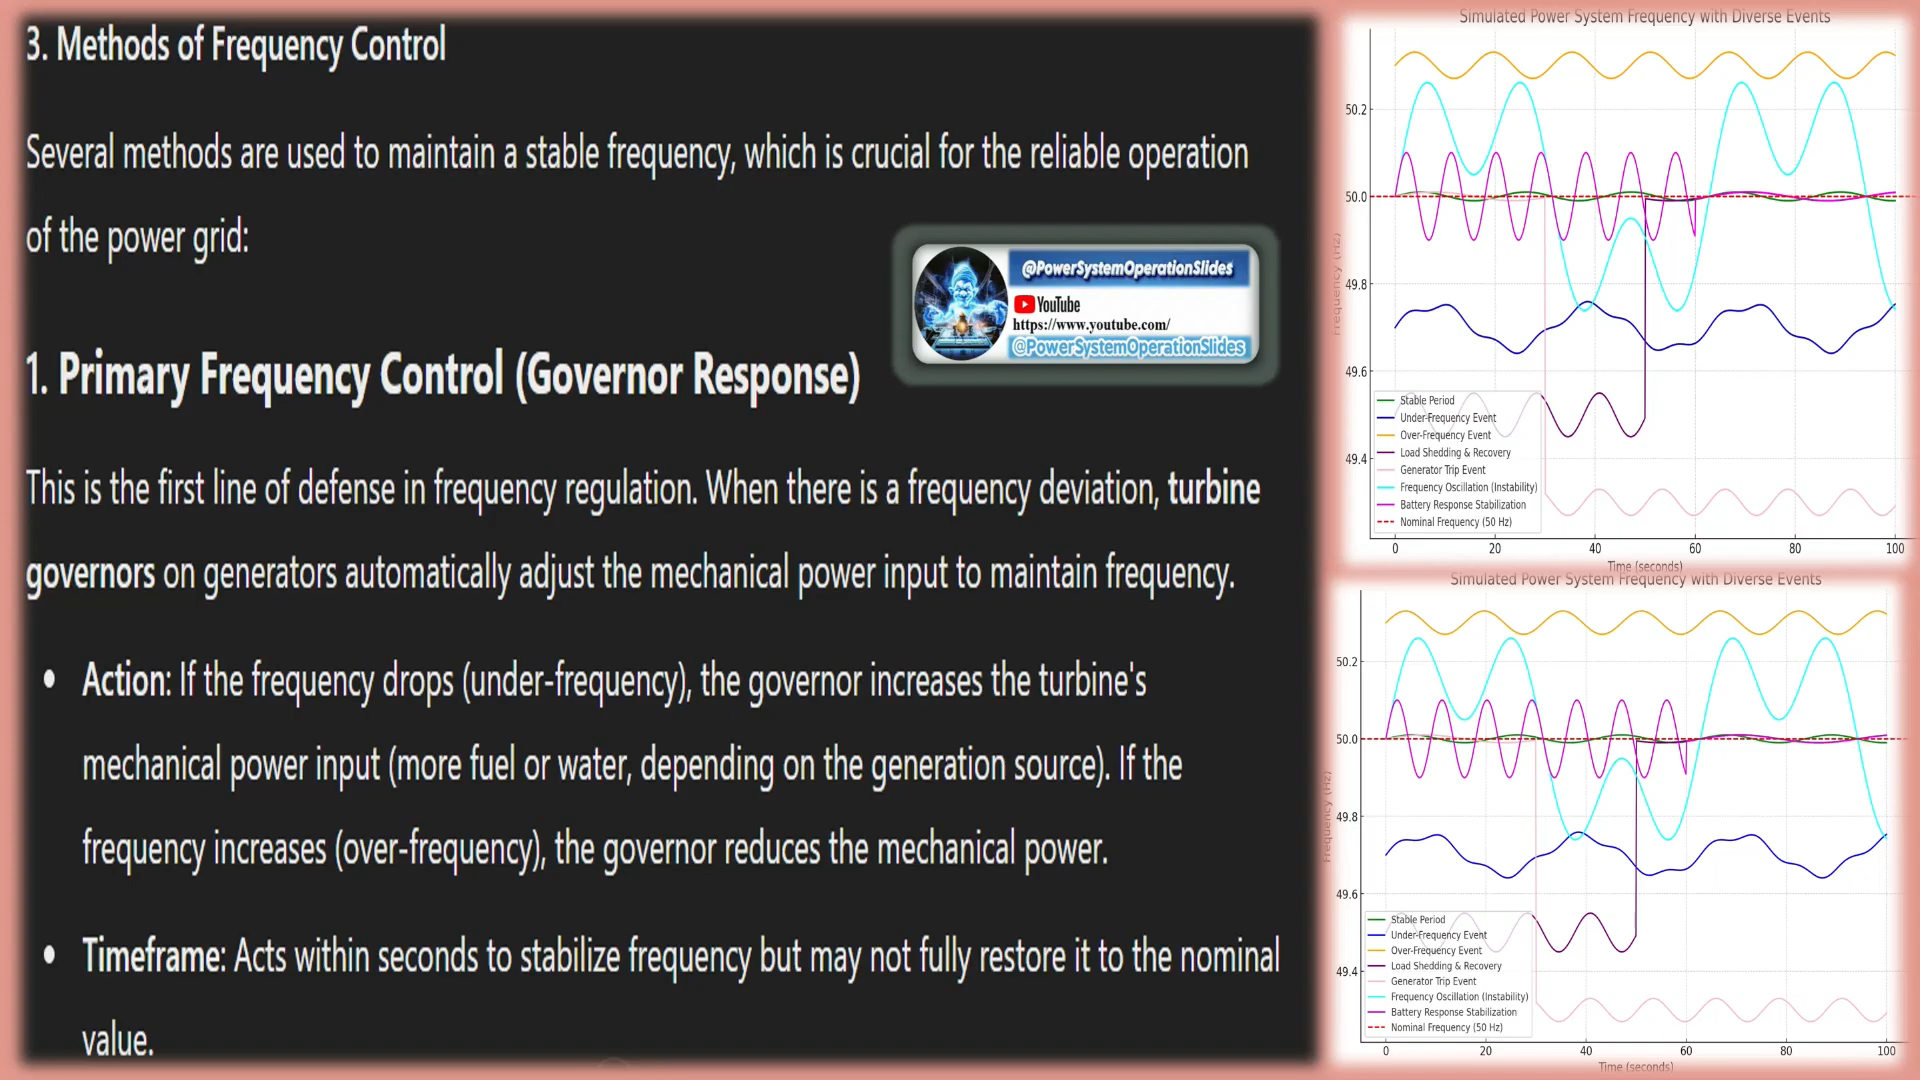 3. Methods of Frequency Control
Several methods are used to maintain a stable frequency, which is crucial for the reliable operation
of the power grid:
@PowerSystemOperationSlides
YouTube
https://www.youtube.com/
@PowerSystemOperationSlides
1. Primary Frequency Control (Governor Response)
This is the first line of defense in frequency regulation. When there is a frequency deviation, turbine
governors on generators automatically adjust the mechanical power input to maintain frequency.
• Action: If the frequency drops (under-frequency), the governor increases the turbine's
mechanical power input (more fuel or water, depending on the generation source). If the
frequency increases (over-frequency), the governor reduces the mechanical power.
• Timeframe: Acts within seconds to stabilize frequency but may not fully restore it to the nominal
value.
Simulated Power System Frequency with Diverse Events
Frequency (Hz)
50.2
50.0
49.8
49.6
49.4
Stable Period
Under-Frequency Event
Over-Frequency Event
Load Shedding & Recovery
Generator Trip Event
Frequency Oscillation (Instability)
Battery Response Stabilization
Nominal Frequency (50 Hz)
0 20 40 60 80 100
Time (seconds)
Simulated Power System Frequency with Diverse Events
Frequency (Hz)
50.2
50.0
49.8
49.6
49.4
Stable Period
Under-Frequency Event
Over-Frequency Event
Load Shedding & Recovery
Generator Trip Event
Frequency Oscillation (Instability)
Battery Response Stabilization
Nominal Frequency (50 Hz)
0 20 40 60 80 100
Time (seconds)